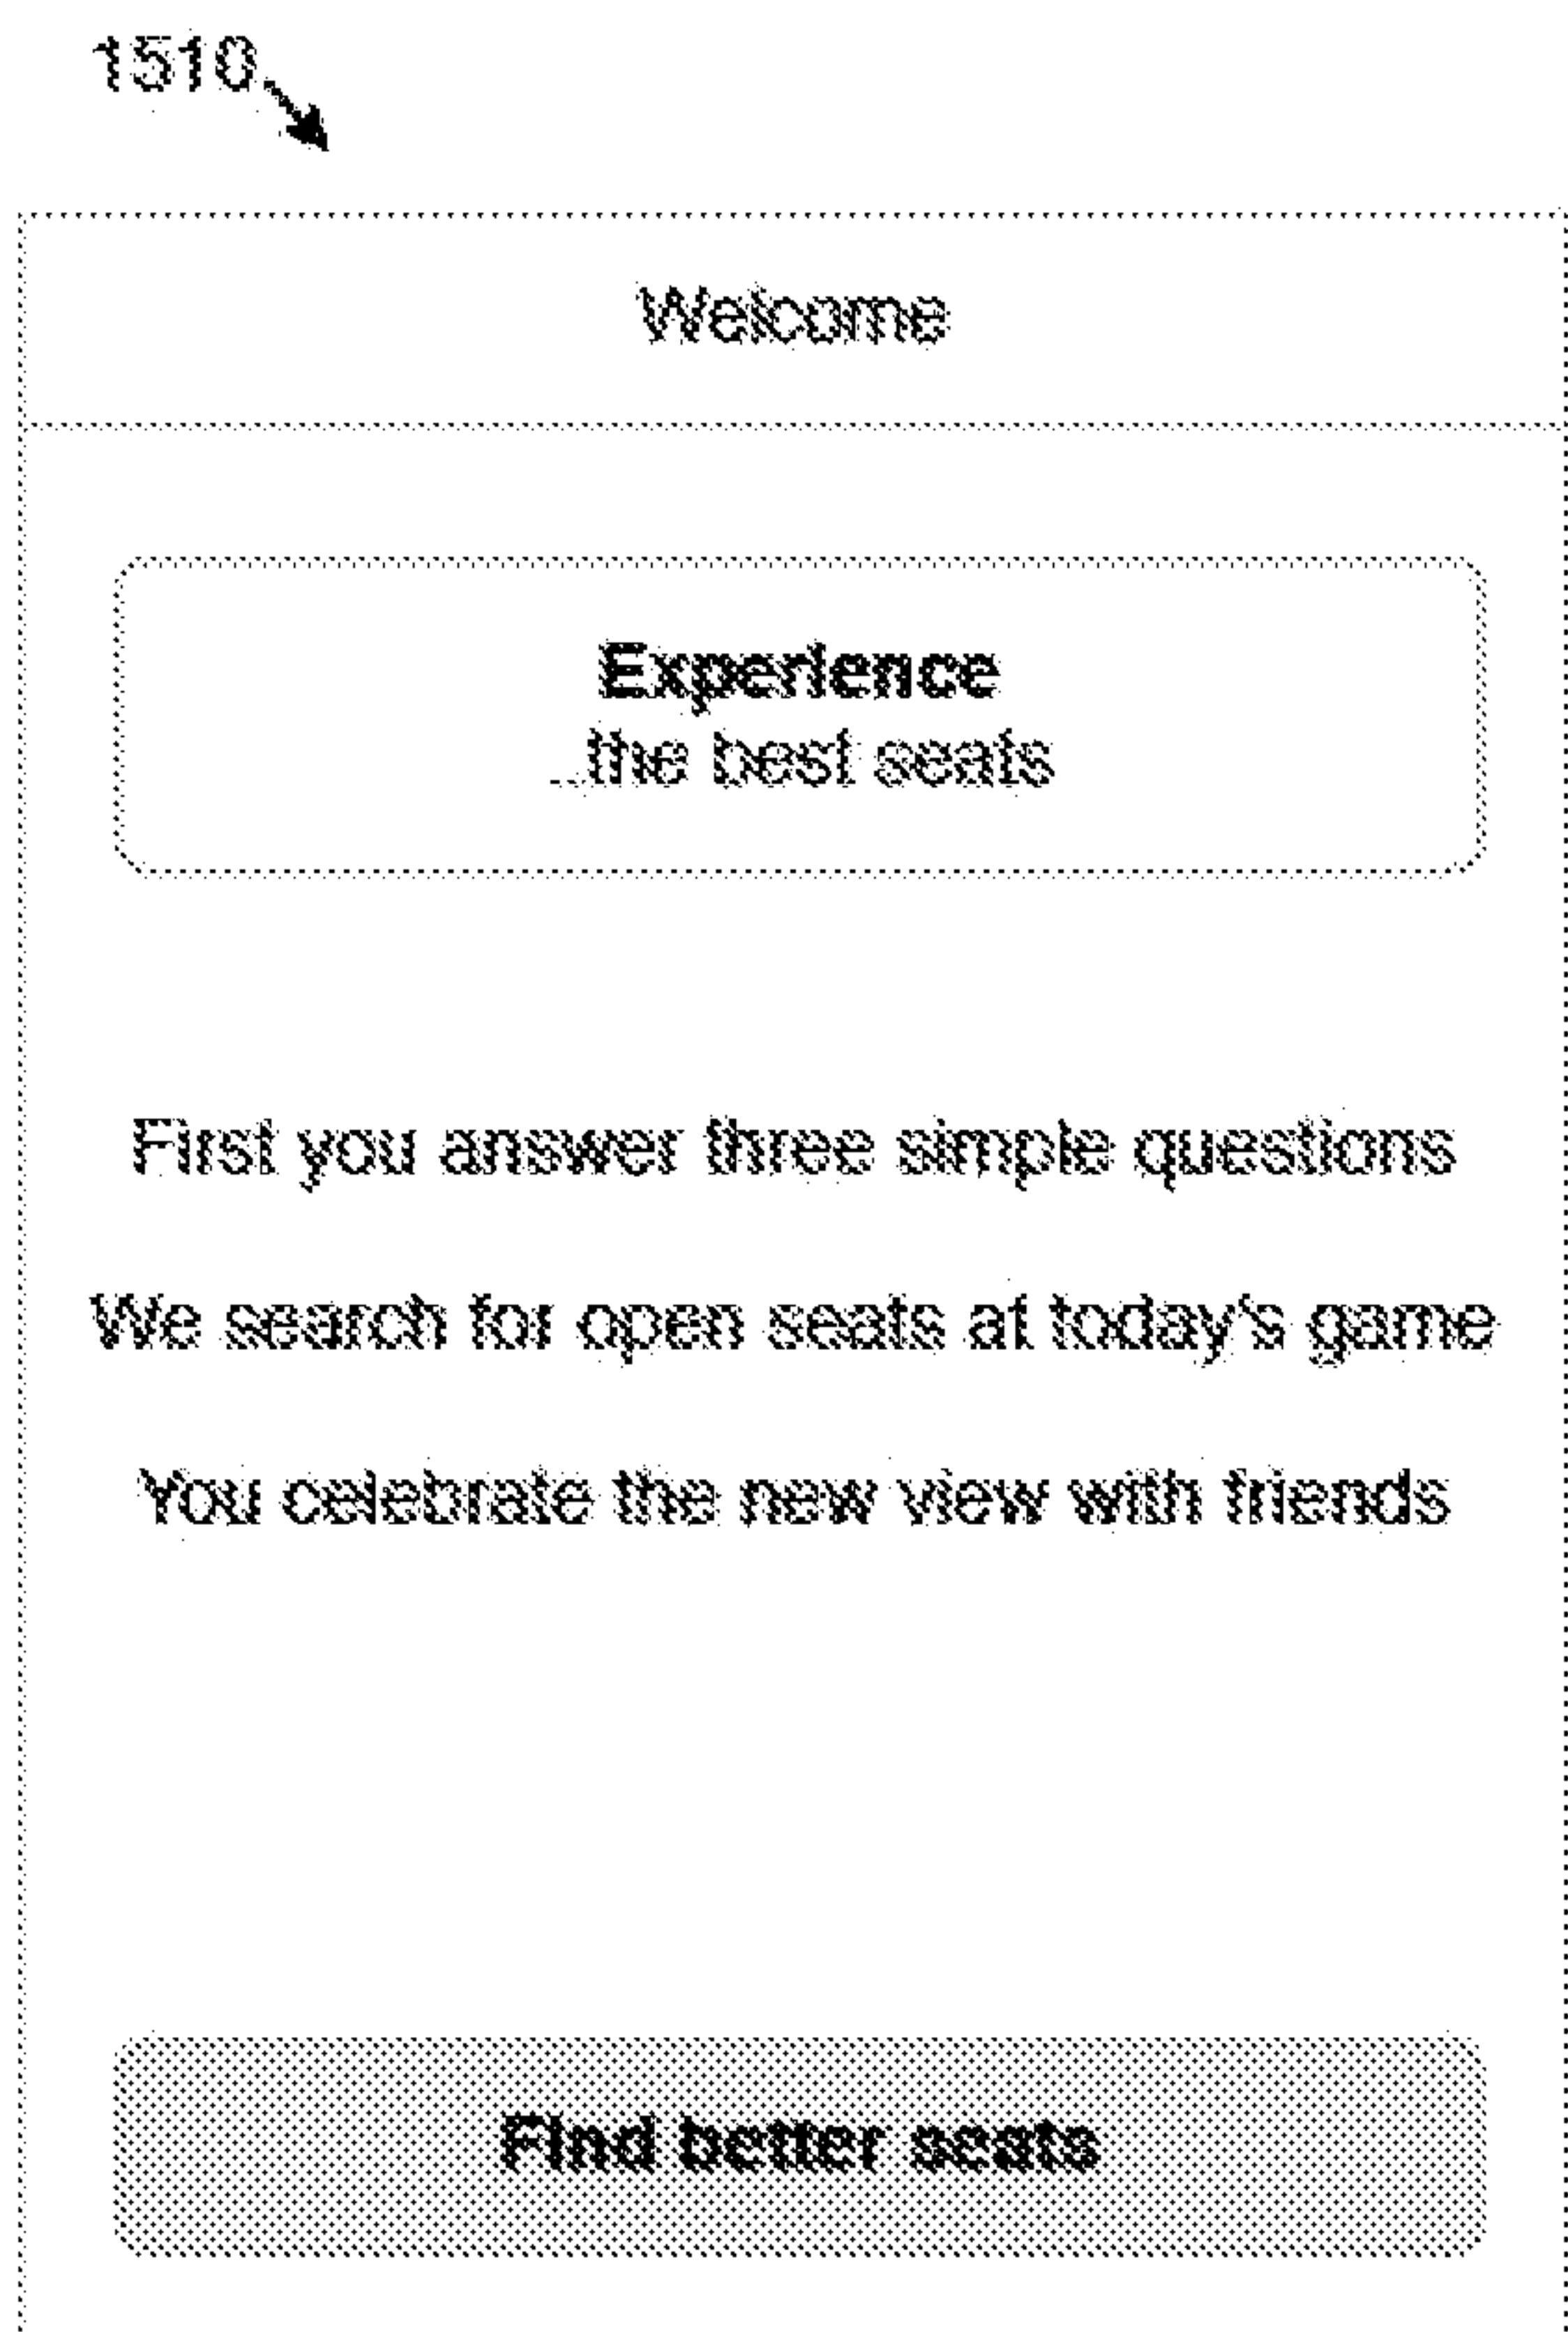 1510
Welcome
Experience
...the best seats
First you answer three simple questions
We search for open seats at today's game
You celebrate the new view with friends
Find better seats